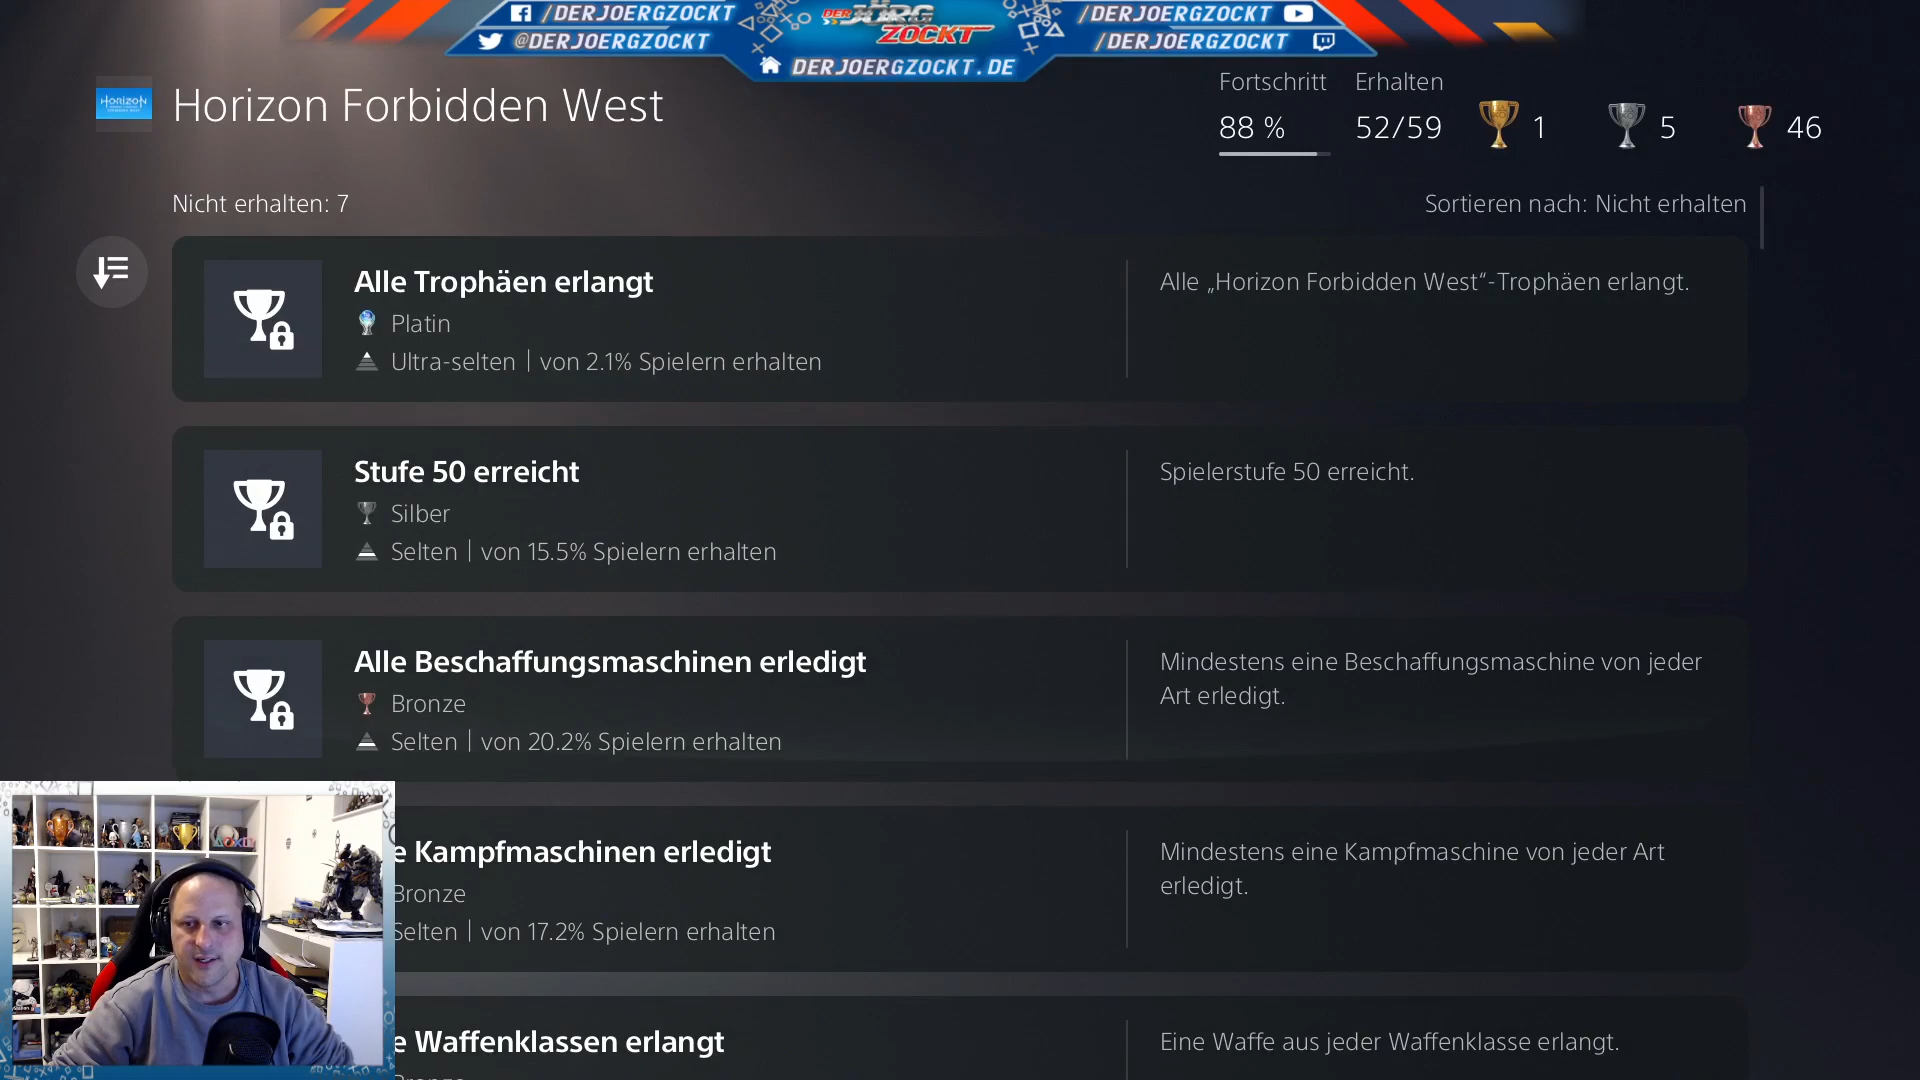 /DERJOERGZOCKT
@DERJOERGZOCKT
DER JÖRG ZOCKT
/DERJOERGZOCKT
/DERJOERGZOCKT
DERJOERGZOCKT.DE
HORIZON
Horizon Forbidden West
Fortschritt
88 %
Erhalten
52/59
1
5
46
Nicht erhalten: 7
Sortieren nach: Nicht erhalten
Alle Trophäen erlangt
Platin
Ultra-selten | von 2.1% Spielern erhalten
Alle „Horizon Forbidden West“-Trophäen erlangt.
Stufe 50 erreicht
Silber
Selten | von 15.5% Spielern erhalten
Spielerstufe 50 erreicht.
Alle Beschaffungsmaschinen erledigt
Bronze
Selten | von 20.2% Spielern erhalten
Mindestens eine Beschaffungsmaschine von jeder
Art erledigt.
e Kampfmaschinen erledigt
Bronze
Selten | von 17.2% Spielern erhalten
Mindestens eine Kampfmaschine von jeder Art
erledigt.
e Waffenklassen erlangt
Eine Waffe aus jeder Waffenklasse erlangt.